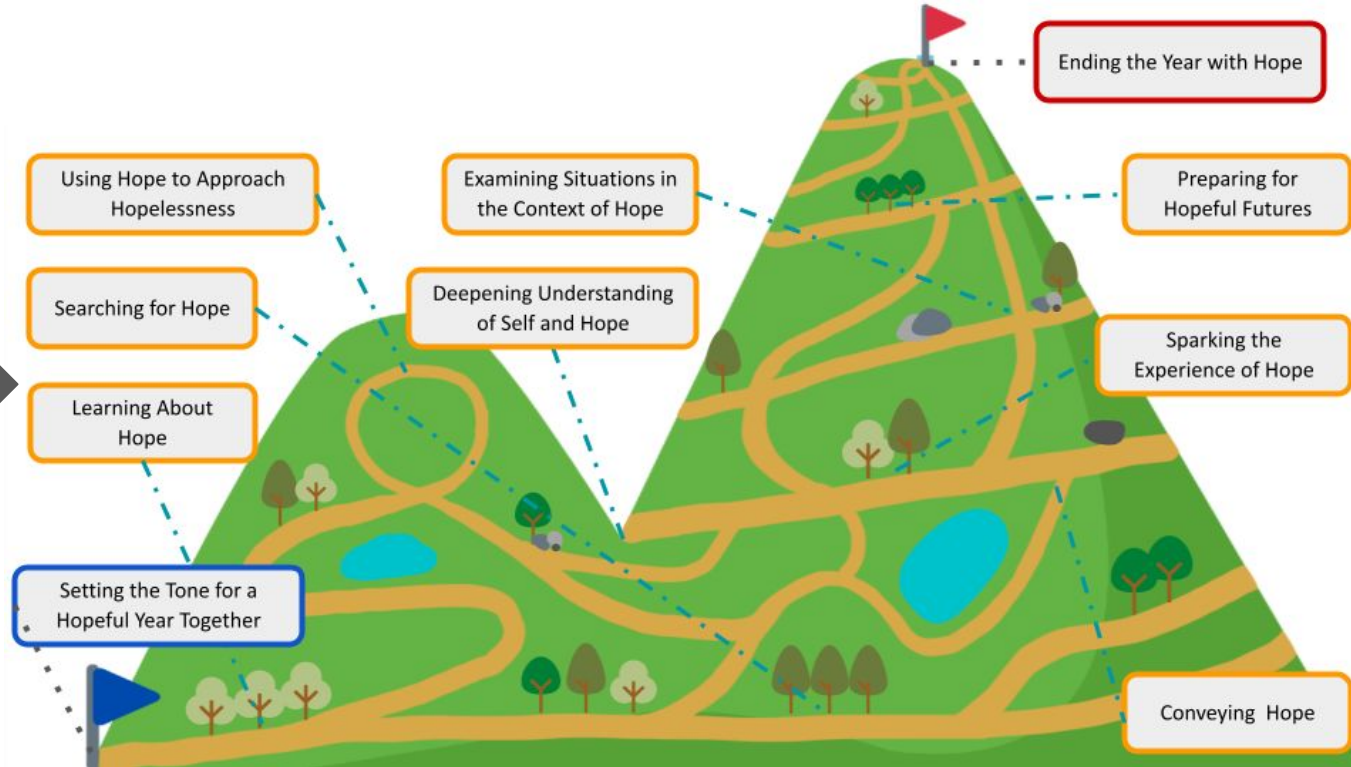 Ending the Year with Hope
Using Hope to Approach
Hopelessness
Examining Situations in
the Context of Hope
Preparing for
Hopeful Futures
Searching for Hope
Deepening Understanding
of Self and Hope
Sparking the
Experience of Hope
Learning About
Hope
Setting the Tone for a
Hopeful Year Together
Conveying Hope